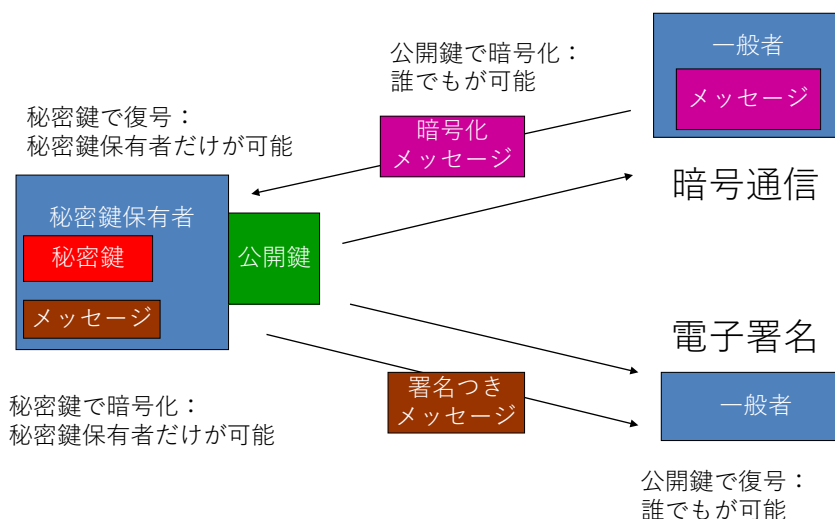 公開鍵で暗号化：
誰でもが可能
一般者
メッセージ
秘密鍵で復号：
秘密鍵保有者だけが可能
暗号化
メッセージ
暗号通信
秘密鍵保有者
秘密鍵
公開鍵
メッセージ
電子署名
秘密鍵で暗号化：
秘密鍵保有者だけが可能
署名つき
メッセージ
一般者
公開鍵で復号：
誰でもが可能